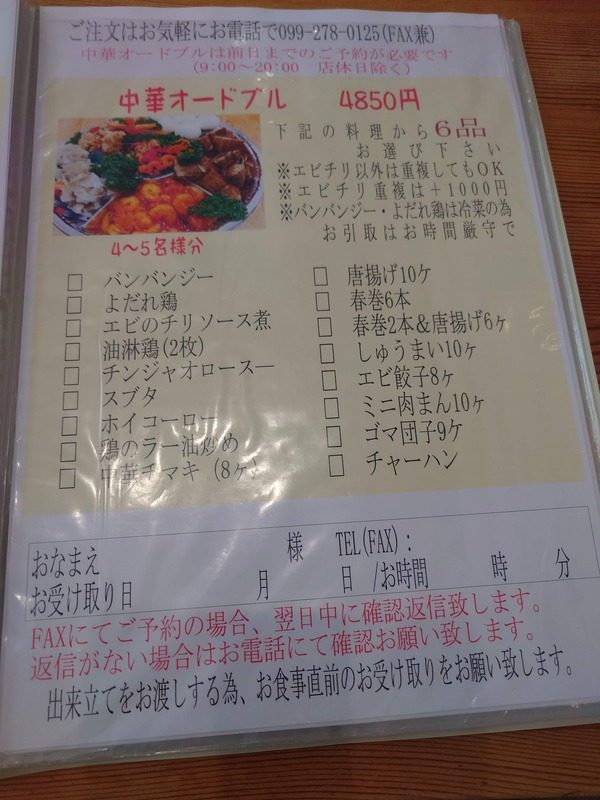 ご注文はお気軽にお電話で099-278-0125(FAX兼)
中華オードブルは前日までのご予約が必要です
(9:00～20:00 店休日除く)
中華オードブル 4850円
下記の料理から6品
お選び下さい
※エビチリ以外は重複してもOK
※エビチリ重複は+1000円
※バンバンジー・よだれ鶏は冷菜の為
お引取はお時間厳守で
4～5名様分
□ バンバンジー
□ よだれ鶏
□ エビのチリソース煮
□ 油淋鶏(2枚)
□ チンジャオロースー
□ スブタ
□ ホイコーロー
□ 鶏のラー油炒め
□ 中華チマキ (8ヶ)
□ 唐揚げ10ケ
□ 春巻6本
□ 春巻2本&唐揚げ6ヶ
□ しゅうまい10ヶ
□ エビ餃子8ヶ
□ ミニ肉まん10ヶ
□ ゴマ団子9ケ
□ チャーハン
おなまえ 様 TEL(FAX):
お受け取り日 月 日 /お時間 時 分
FAXにてご予約の場合、翌日中に確認返信致します。
返信がない場合はお電話にて確認お願い致します。
出来立てをお渡しする為、お食事直前のお受け取りをお願い致します。